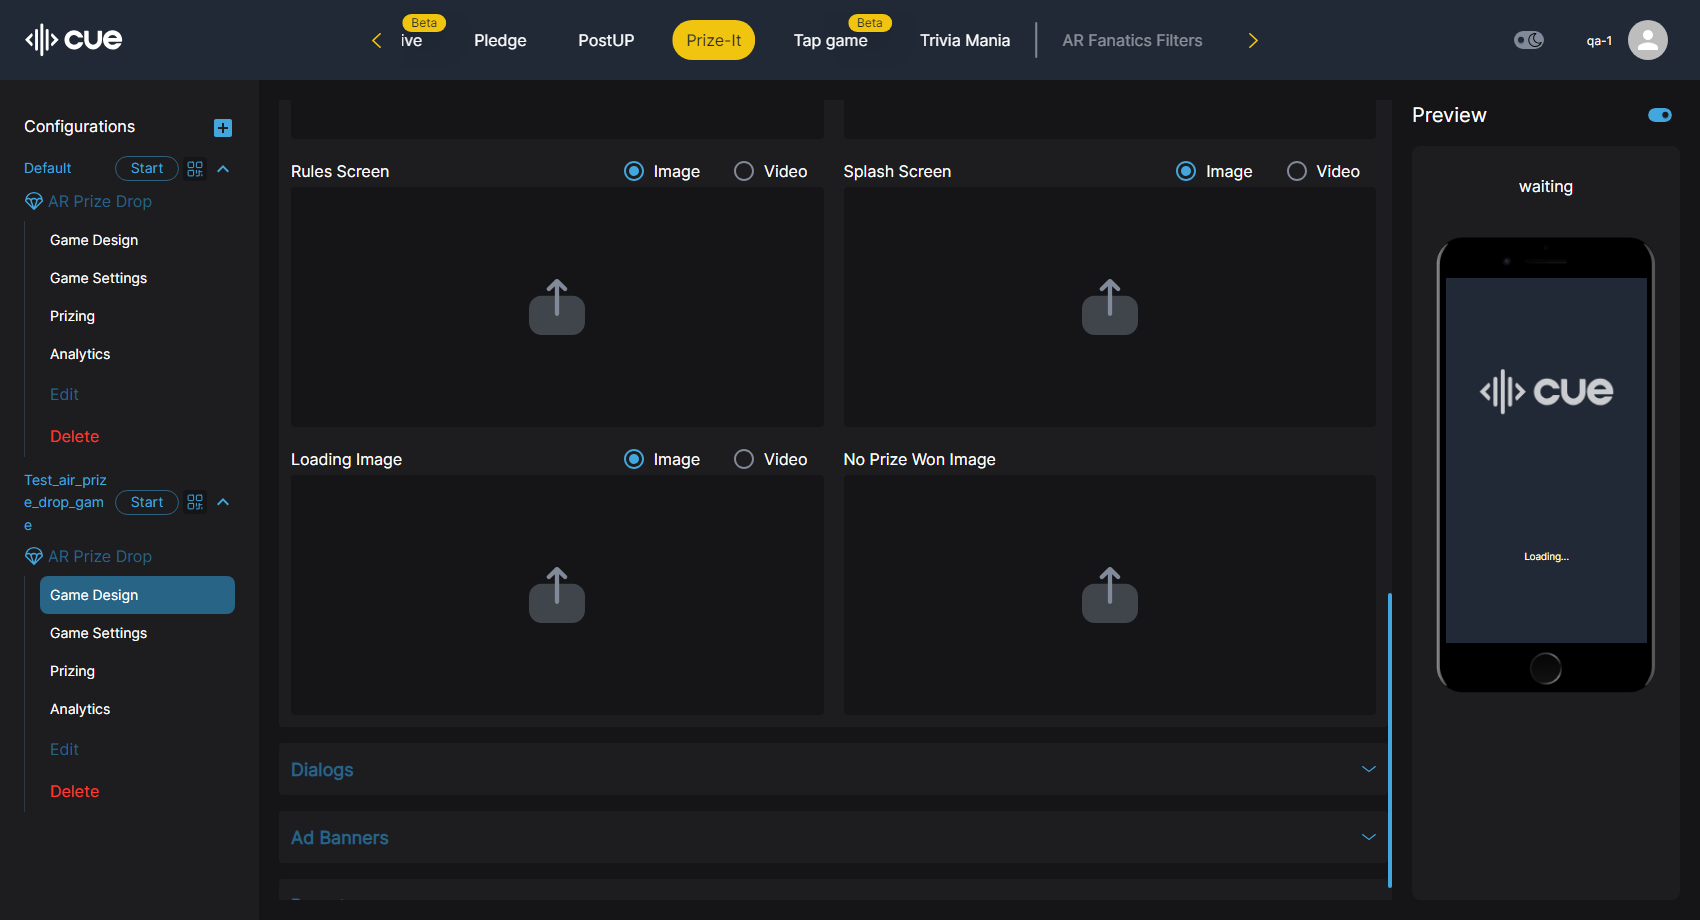 cue
Beta
ive
Pledge
PostUP
Prize-It
Beta
Tap game
Trivia Mania
AR Fanatics Filters
qa-1
Configurations
Default
Start
AR Prize Drop
Game Design
Game Settings
Prizing
Analytics
Edit
Delete
Test_air_priz
e_drop_gam
e
Start
AR Prize Drop
Game Design
Game Settings
Prizing
Analytics
Edit
Delete
Rules Screen
Image
Video
Splash Screen
Image
Video
Loading Image
Image
Video
No Prize Won Image
Dialogs
Ad Banners
Preview
waiting
cue
Loading...